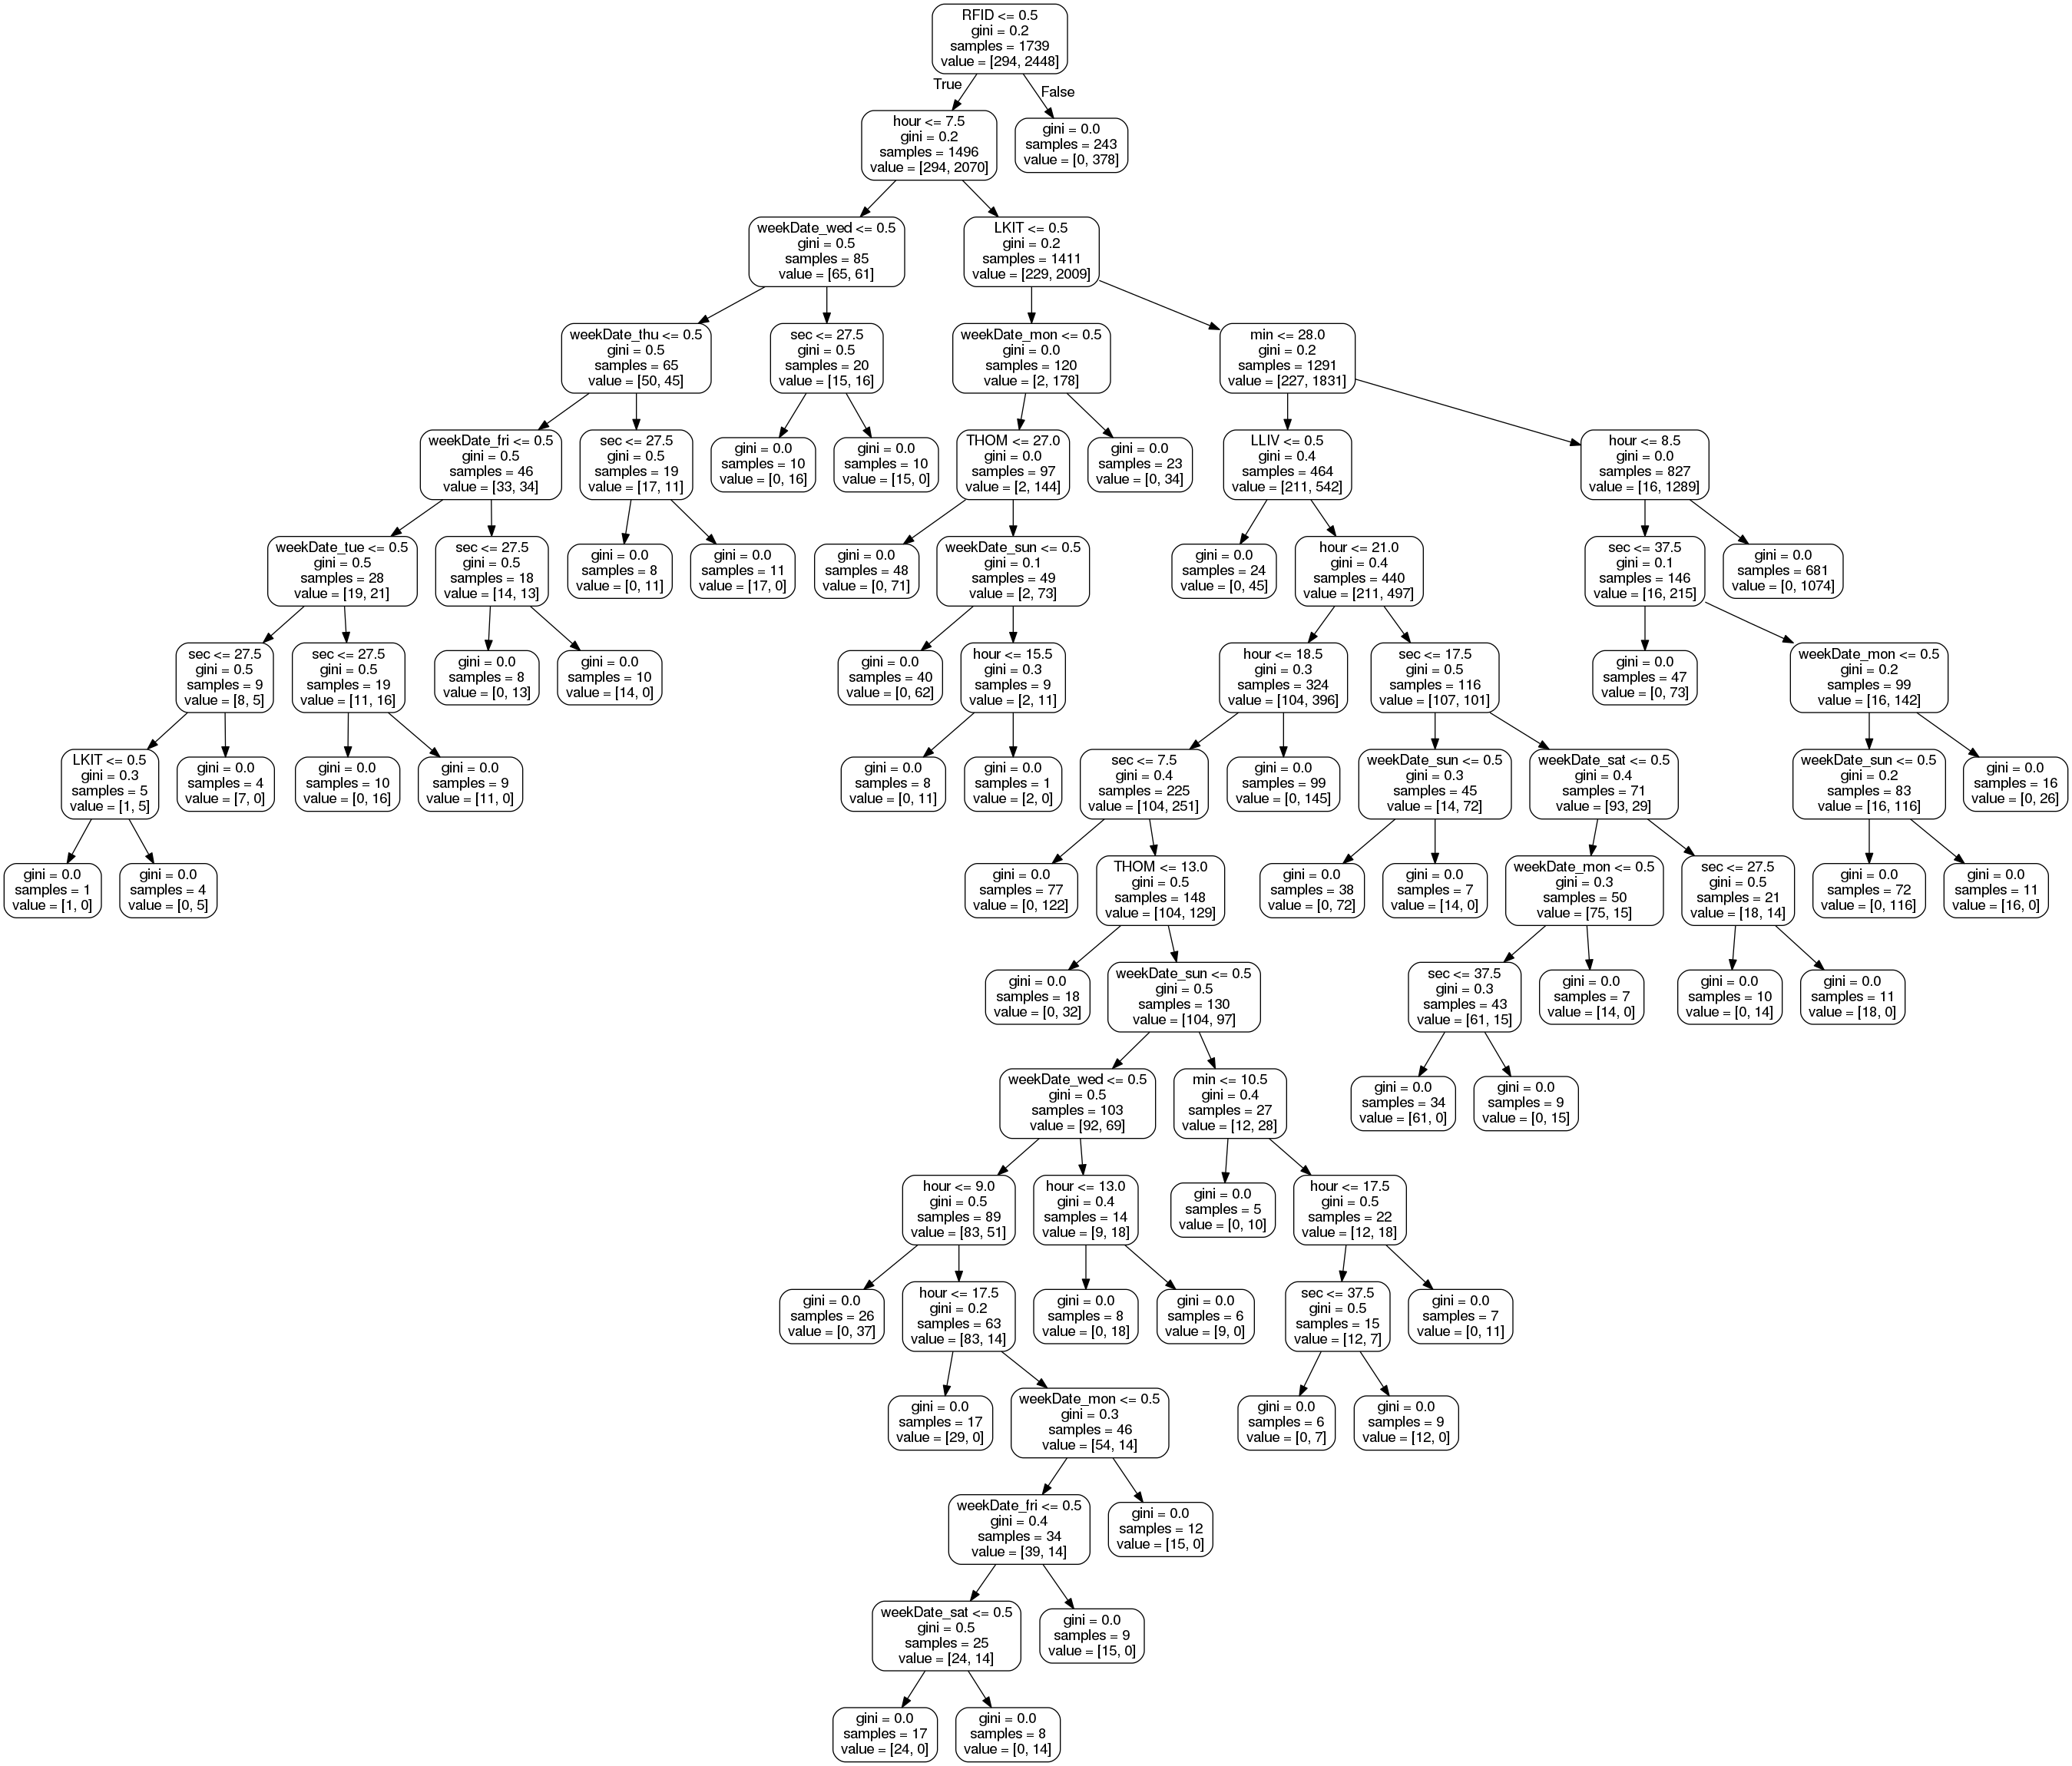 RFID <= 0.5
gini = 0.2
samples = 1739
value = [294, 2448]
True
False
hour <= 7.5
gini = 0.2
samples = 1496
value = [294, 2070]
gini = 0.0
samples = 243
value = [0, 378]
weekDate_wed <= 0.5
gini = 0.5
samples = 85
value = [65, 61]
LKIT <= 0.5
gini = 0.2
samples = 1411
value = [229, 2009]
weekDate_thu <= 0.5
gini = 0.5
samples = 65
value = [50, 45]
sec <= 27.5
gini = 0.5
samples = 20
value = [15, 16]
weekDate_mon <= 0.5
gini = 0.0
samples = 120
value = [2, 178]
min <= 28.0
gini = 0.2
samples = 1291
value = [227, 1831]
weekDate_fri <= 0.5
gini = 0.5
samples = 46
value = [33, 34]
sec <= 27.5
gini = 0.5
samples = 19
value = [17, 11]
gini = 0.0
samples = 10
value = [0, 16]
gini = 0.0
samples = 10
value = [15, 0]
THOM <= 27.0
gini = 0.0
samples = 97
value = [2, 144]
gini = 0.0
samples = 23
value = [0, 34]
LLIV <= 0.5
gini = 0.4
samples = 464
value = [211, 542]
hour <= 8.5
gini = 0.0
samples = 827
value = [16, 1289]
weekDate_tue <= 0.5
gini = 0.5
samples = 28
value = [19, 21]
sec <= 27.5
gini = 0.5
samples = 18
value = [14, 13]
gini = 0.0
samples = 8
value = [0, 11]
gini = 0.0
samples = 11
value = [17, 0]
gini = 0.0
samples = 48
value = [0, 71]
weekDate_sun <= 0.5
gini = 0.1
samples = 49
value = [2, 73]
gini = 0.0
samples = 24
value = [0, 45]
hour <= 21.0
gini = 0.4
samples = 440
value = [211, 497]
sec <= 37.5
gini = 0.1
samples = 146
value = [16, 215]
gini = 0.0
samples = 681
value = [0, 1074]
sec <= 27.5
gini = 0.5
samples = 9
value = [8, 5]
sec <= 27.5
gini = 0.5
samples = 19
value = [11, 16]
gini = 0.0
samples = 8
value = [0, 13]
gini = 0.0
samples = 10
value = [14, 0]
gini = 0.0
samples = 40
value = [0, 62]
hour <= 15.5
gini = 0.3
samples = 9
value = [2, 11]
hour <= 18.5
gini = 0.3
samples = 324
value = [104, 396]
sec <= 17.5
gini = 0.5
samples = 116
value = [107, 101]
gini = 0.0
samples = 47
value = [0, 73]
weekDate_mon <= 0.5
gini = 0.2
samples = 99
value = [16, 142]
LKIT <= 0.5
gini = 0.3
samples = 5
value = [1, 5]
gini = 0.0
samples = 4
value = [7, 0]
gini = 0.0
samples = 10
value = [0, 16]
gini = 0.0
samples = 9
value = [11, 0]
gini = 0.0
samples = 8
value = [0, 11]
gini = 0.0
samples = 1
value = [2, 0]
sec <= 7.5
gini = 0.4
samples = 225
value = [104, 251]
gini = 0.0
samples = 99
value = [0, 145]
weekDate_sun <= 0.5
gini = 0.3
samples = 45
value = [14, 72]
weekDate_sat <= 0.5
gini = 0.4
samples = 71
value = [93, 29]
weekDate_sun <= 0.5
gini = 0.2
samples = 83
value = [16, 116]
gini = 0.0
samples = 16
value = [0, 26]
gini = 0.0
samples = 1
value = [1, 0]
gini = 0.0
samples = 4
value = [0, 5]
gini = 0.0
samples = 77
value = [0, 122]
THOM <= 13.0
gini = 0.5
samples = 148
value = [104, 129]
gini = 0.0
samples = 38
value = [0, 72]
gini = 0.0
samples = 7
value = [14, 0]
weekDate_mon <= 0.5
gini = 0.3
samples = 50
value = [75, 15]
sec <= 27.5
gini = 0.5
samples = 21
value = [18, 14]
gini = 0.0
samples = 72
value = [0, 116]
gini = 0.0
samples = 11
value = [16, 0]
gini = 0.0
samples = 18
value = [0, 32]
weekDate_sun <= 0.5
gini = 0.5
samples = 130
value = [104, 97]
sec <= 37.5
gini = 0.3
samples = 43
value = [61, 15]
gini = 0.0
samples = 7
value = [14, 0]
gini = 0.0
samples = 10
value = [0, 14]
gini = 0.0
samples = 11
value = [18, 0]
weekDate_wed <= 0.5
gini = 0.5
samples = 103
value = [92, 69]
min <= 10.5
gini = 0.4
samples = 27
value = [12, 28]
gini = 0.0
samples = 34
value = [61, 0]
gini = 0.0
samples = 9
value = [0, 15]
hour <= 9.0
gini = 0.5
samples = 89
value = [83, 51]
hour <= 13.0
gini = 0.4
samples = 14
value = [9, 18]
gini = 0.0
samples = 5
value = [0, 10]
hour <= 17.5
gini = 0.5
samples = 22
value = [12, 18]
gini = 0.0
samples = 26
value = [0, 37]
hour <= 17.5
gini = 0.2
samples = 63
value = [83, 14]
gini = 0.0
samples = 8
value = [0, 18]
gini = 0.0
samples = 6
value = [9, 0]
sec <= 37.5
gini = 0.5
samples = 15
value = [12, 7]
gini = 0.0
samples = 7
value = [0, 11]
gini = 0.0
samples = 17
value = [29, 0]
weekDate_mon <= 0.5
gini = 0.3
samples = 46
value = [54, 14]
gini = 0.0
samples = 6
value = [0, 7]
gini = 0.0
samples = 9
value = [12, 0]
weekDate_fri <= 0.5
gini = 0.4
samples = 34
value = [39, 14]
gini = 0.0
samples = 12
value = [15, 0]
weekDate_sat <= 0.5
gini = 0.5
samples = 25
value = [24, 14]
gini = 0.0
samples = 9
value = [15, 0]
gini = 0.0
samples = 17
value = [24, 0]
gini = 0.0
samples = 8
value = [0, 14]